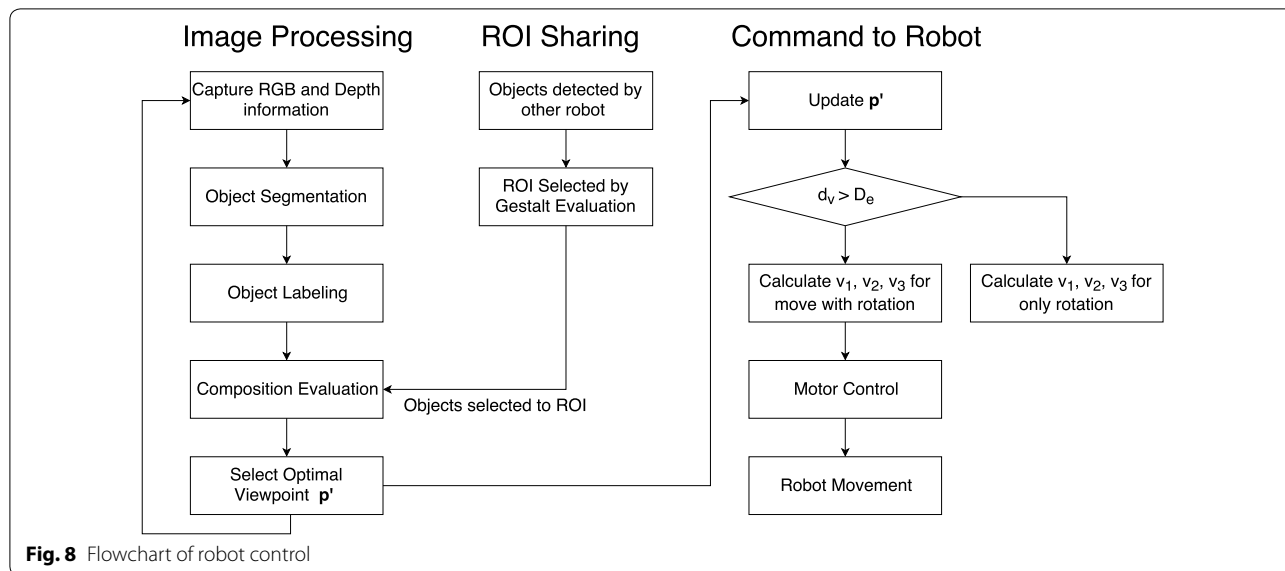 Image Processing
Capture RGB and Depth
information
Object Segmentation
Object Labeling
Composition Evaluation
Select Optimal
Viewpoint p'
ROI Sharing
Objects detected by
other robot
ROI Selected by
Gestalt Evaluation
Objects selected to ROI
Command to Robot
Update p'
dv > De
Calculate v1, v2, v3 for
move with rotation
Calculate v1, v2, v3 for
only rotation
Motor Control
Robot Movement
Fig. 8 Flowchart of robot control